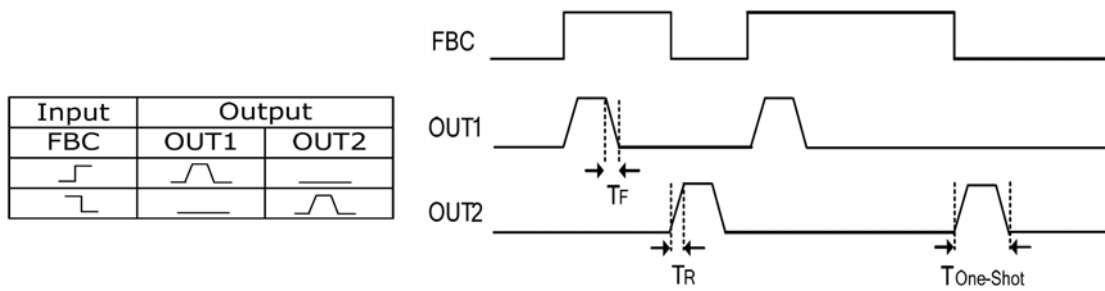 Input Output
FBC OUT1 OUT2
FBC
OUT1
TF
OUT2
TR
TOne-Shot